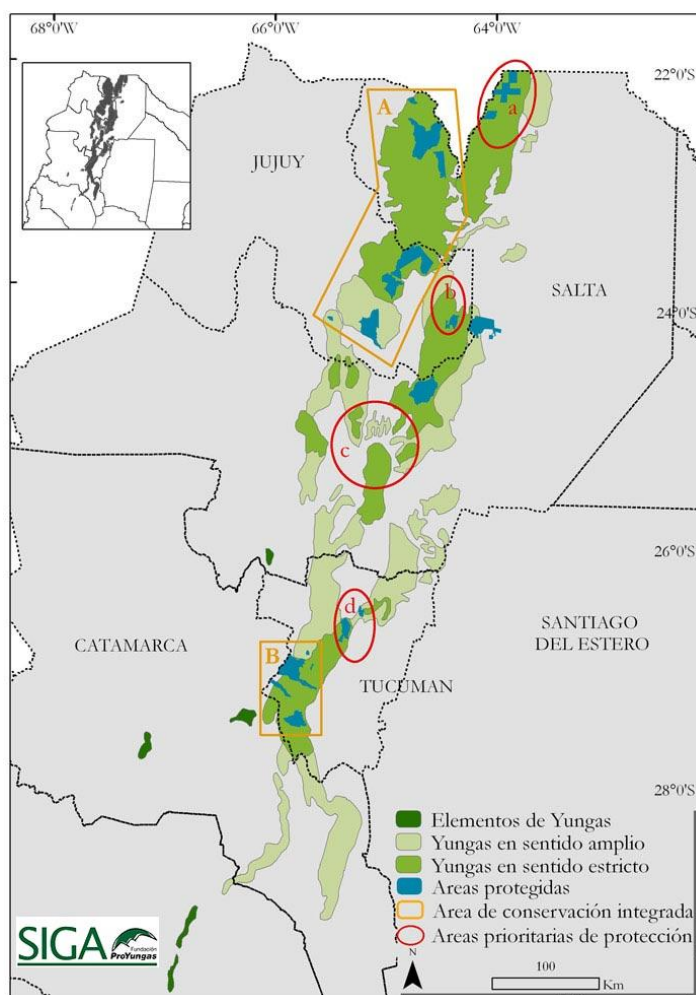 68°0'S
66°0'S
64°0'S
22°0'S
A
a
JUJUY
b
SALTA
24°0'S
c
26°0'S
d
SANTIAGO
DEL ESTERO
CATAMARCA
B
TUCUMAN
28°0'S
Elementos de Yungas
Yungas en sentido amplio
Yungas en sentido estricto
Areas protegidas
Area de conservación integrada
Areas prioritarias de protección
SIGA
Fundación
ProYungas
N
100
Km